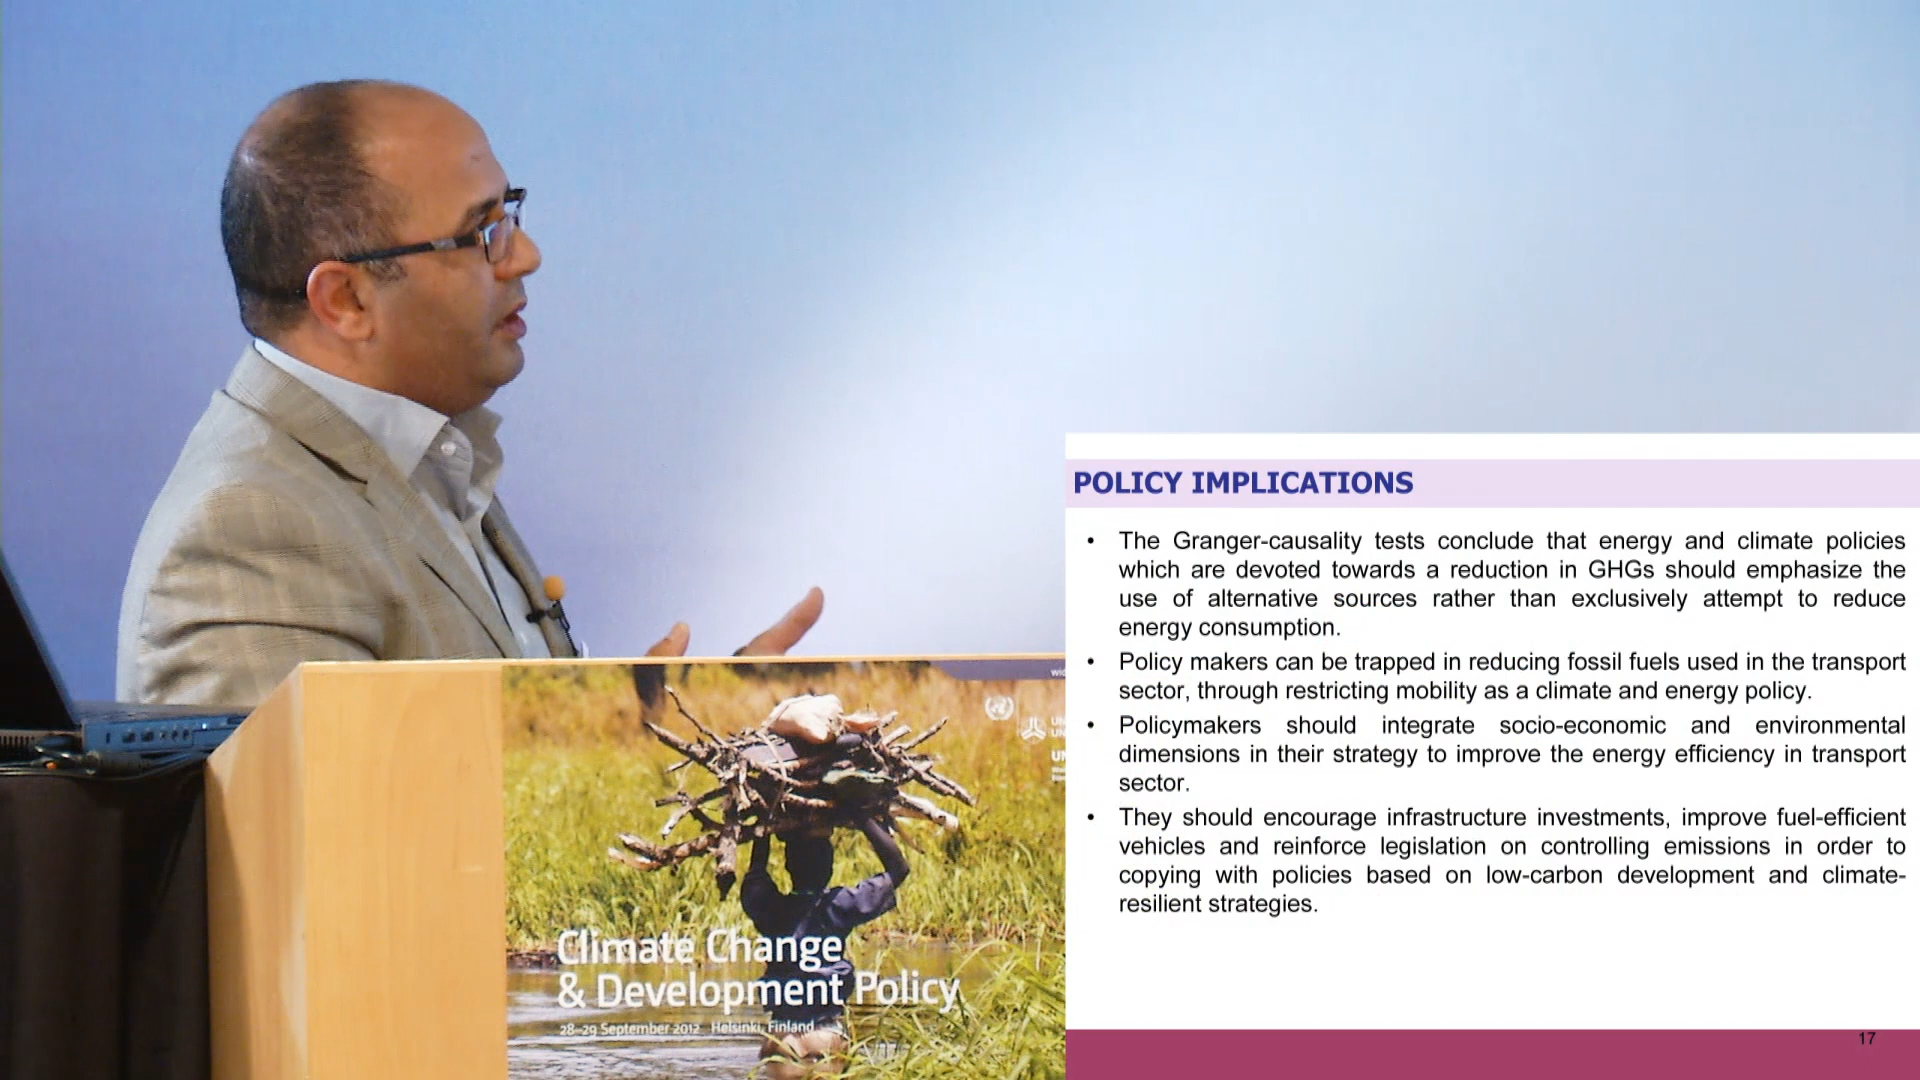 POLICY IMPLICATIONS
• The Granger-causality tests conclude that energy and climate policies
which are devoted towards a reduction in GHGs should emphasize the
use of alternative sources rather than exclusively attempt to reduce
energy consumption.
• Policy makers can be trapped in reducing fossil fuels used in the transport
sector, through restricting mobility as a climate and energy policy.
• Policymakers should integrate socio-economic and environmental
dimensions in their strategy to improve the energy efficiency in transport
sector.
• They should encourage infrastructure investments, improve fuel-efficient
vehicles and reinforce legislation on controlling emissions in order to
copying with policies based on low-carbon development and climate-
resilient strategies.
17
Climate Change
& Development Policy
28–29 September 2012 Helsinki, Finland